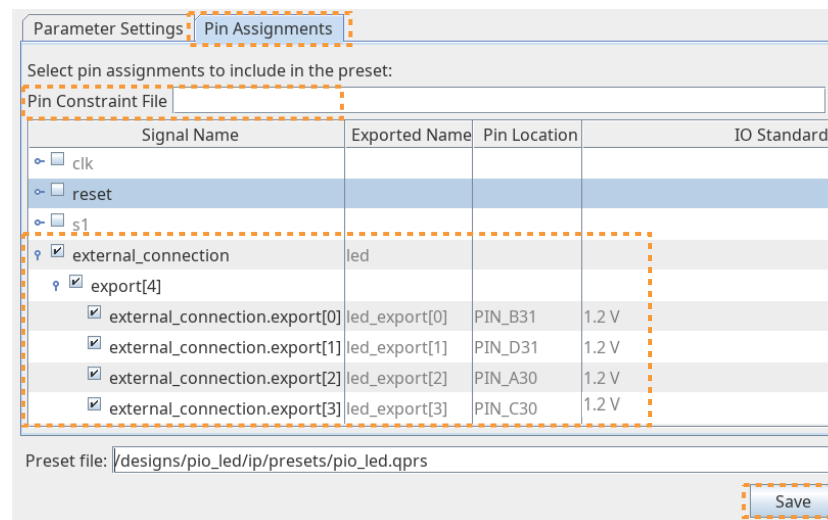 Parameter Settings Pin Assignments
Select pin assignments to include in the preset:
Pin Constraint File
Signal Name Exported Name Pin Location IO Standard
clk
reset
s1
external_connection led
export[4]
external_connection.export[0] led_export[0] PIN_B31 1.2 V
external_connection.export[1] led_export[1] PIN_D31 1.2 V
external_connection.export[2] led_export[2] PIN_A30 1.2 V
external_connection.export[3] led_export[3] PIN_C30 1.2 V
Preset file: /designs/pio_led/ip/presets/pio_led.qprs
Save